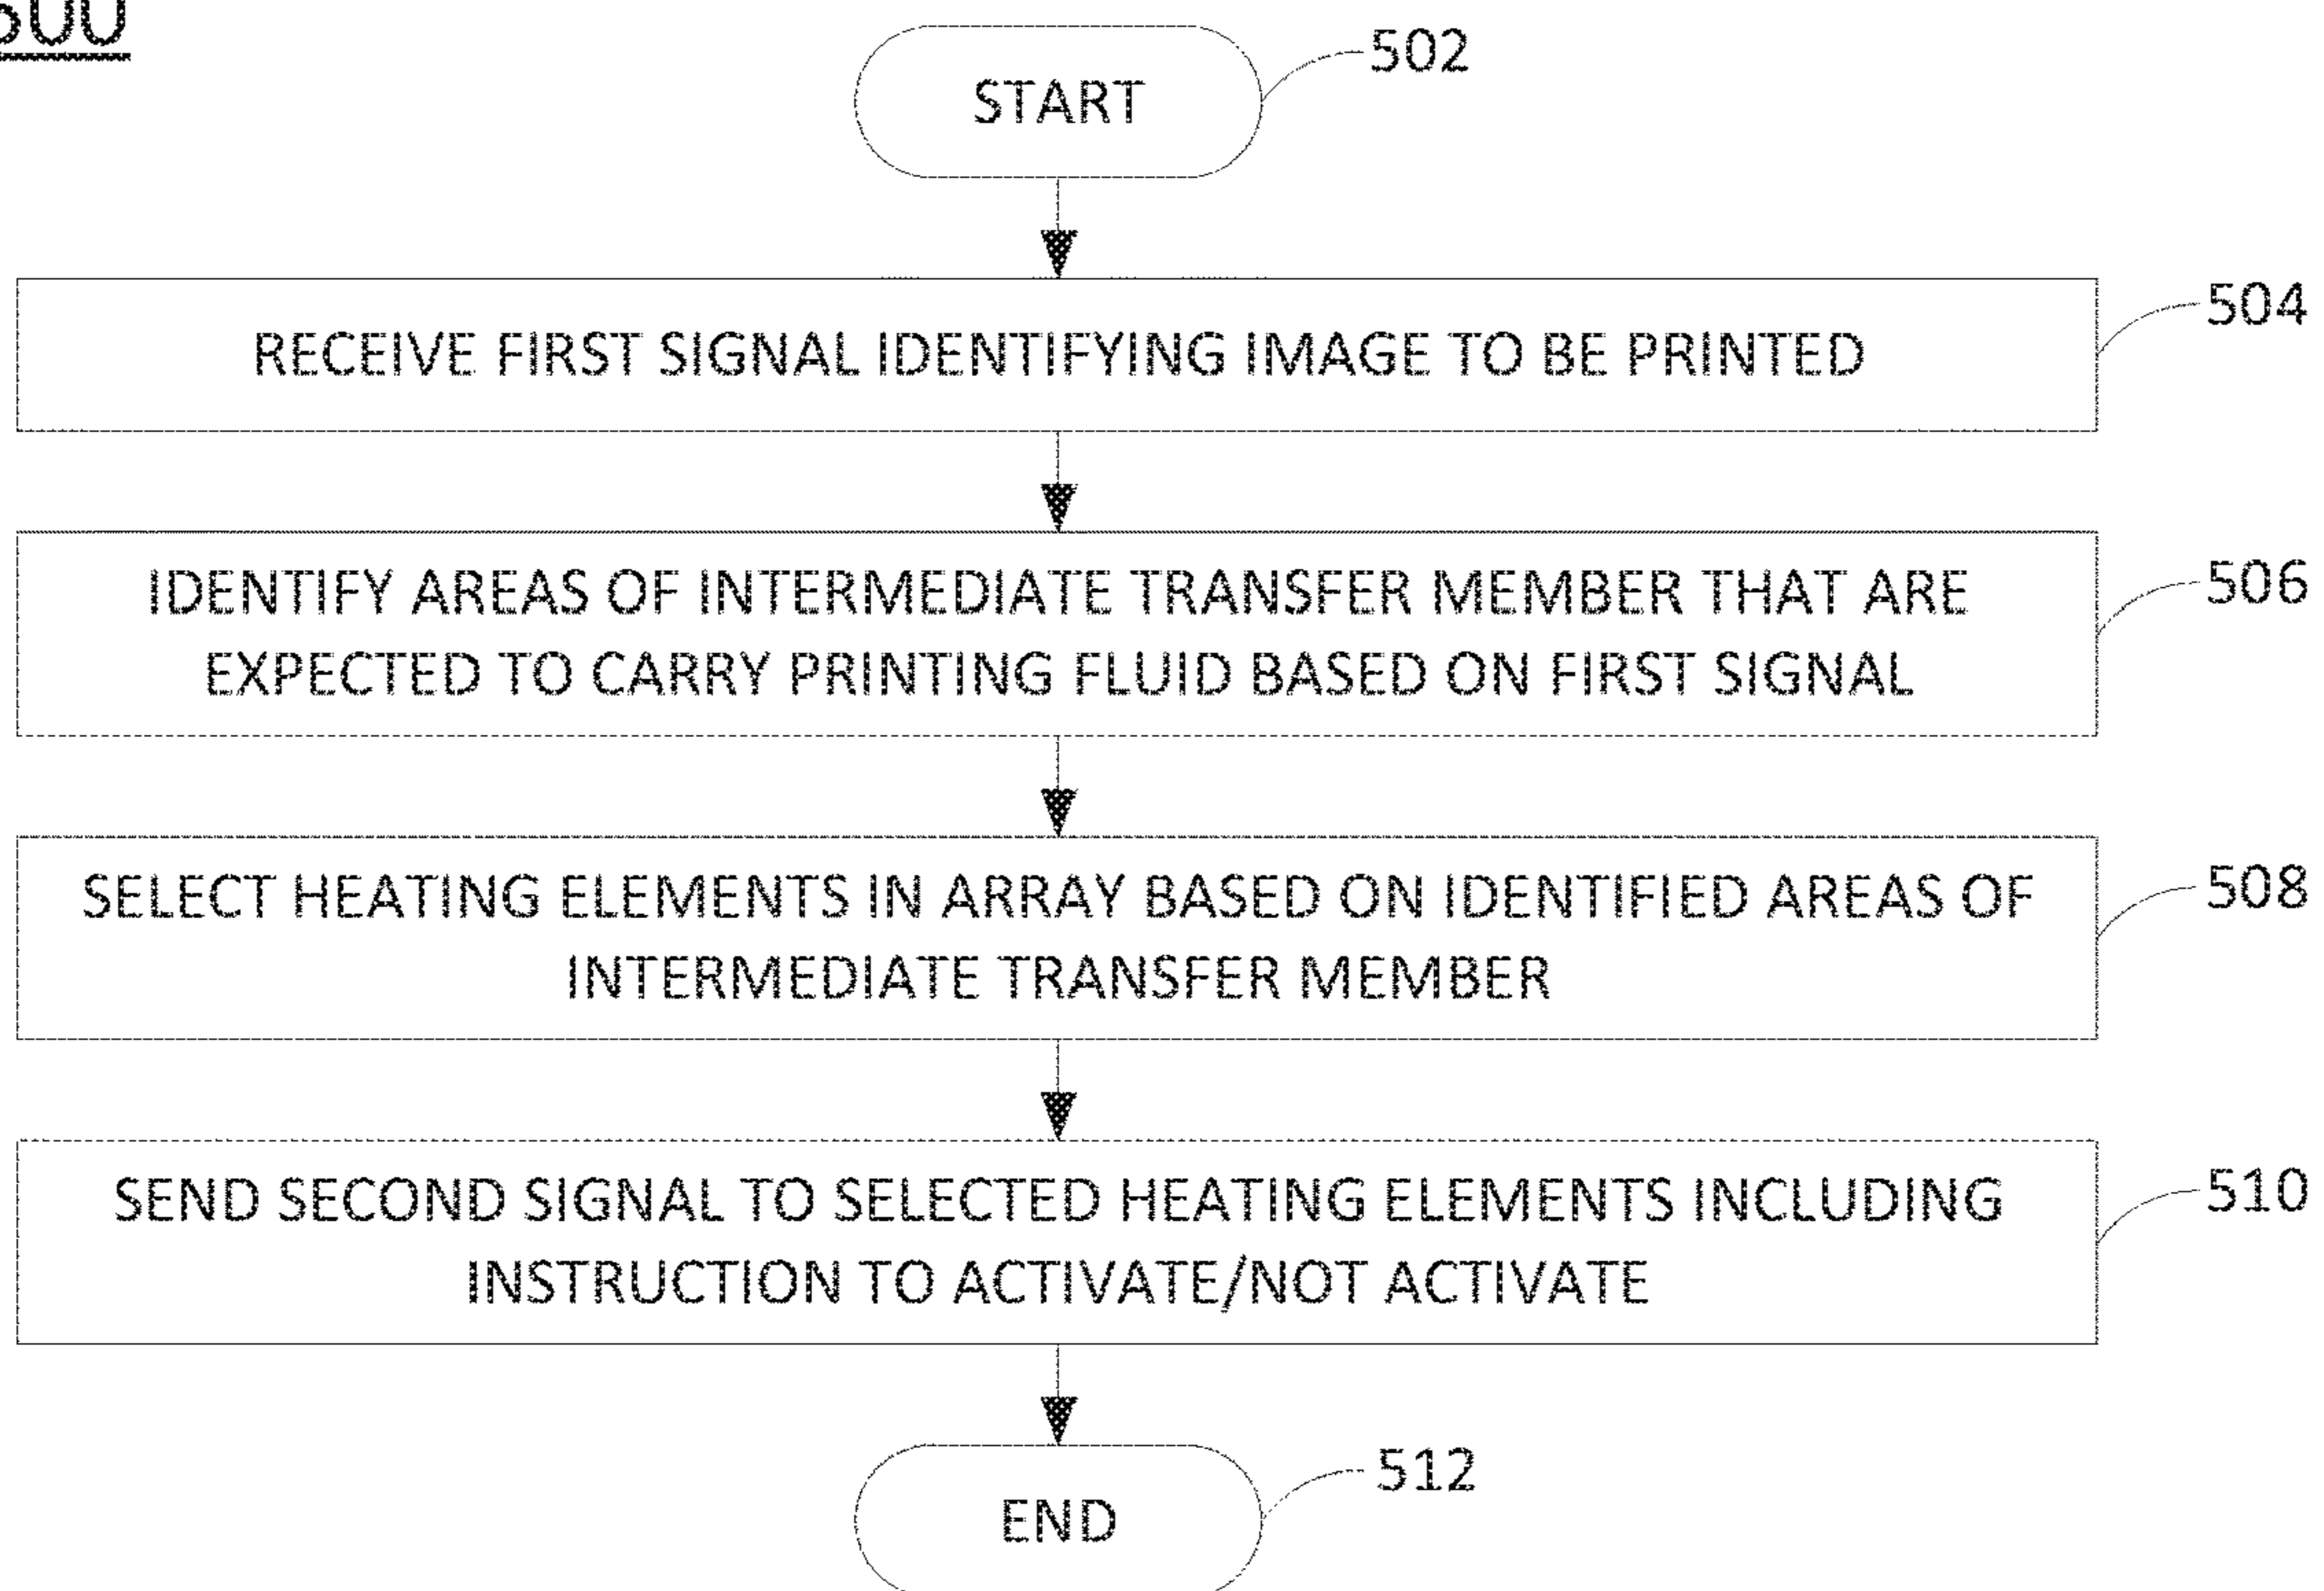 500
START
502
RECEIVE FIRST SIGNAL IDENTIFYING IMAGE TO BE PRINTED
504
IDENTIFY AREAS OF INTERMEDIATE TRANSFER MEMBER THAT ARE
EXPECTED TO CARRY PRINTING FLUID BASED ON FIRST SIGNAL
506
SELECT HEATING ELEMENTS IN ARRAY BASED ON IDENTIFIED AREAS OF
INTERMEDIATE TRANSFER MEMBER
508
SEND SECOND SIGNAL TO SELECTED HEATING ELEMENTS INCLUDING
INSTRUCTION TO ACTIVATE/NOT ACTIVATE
510
END
512